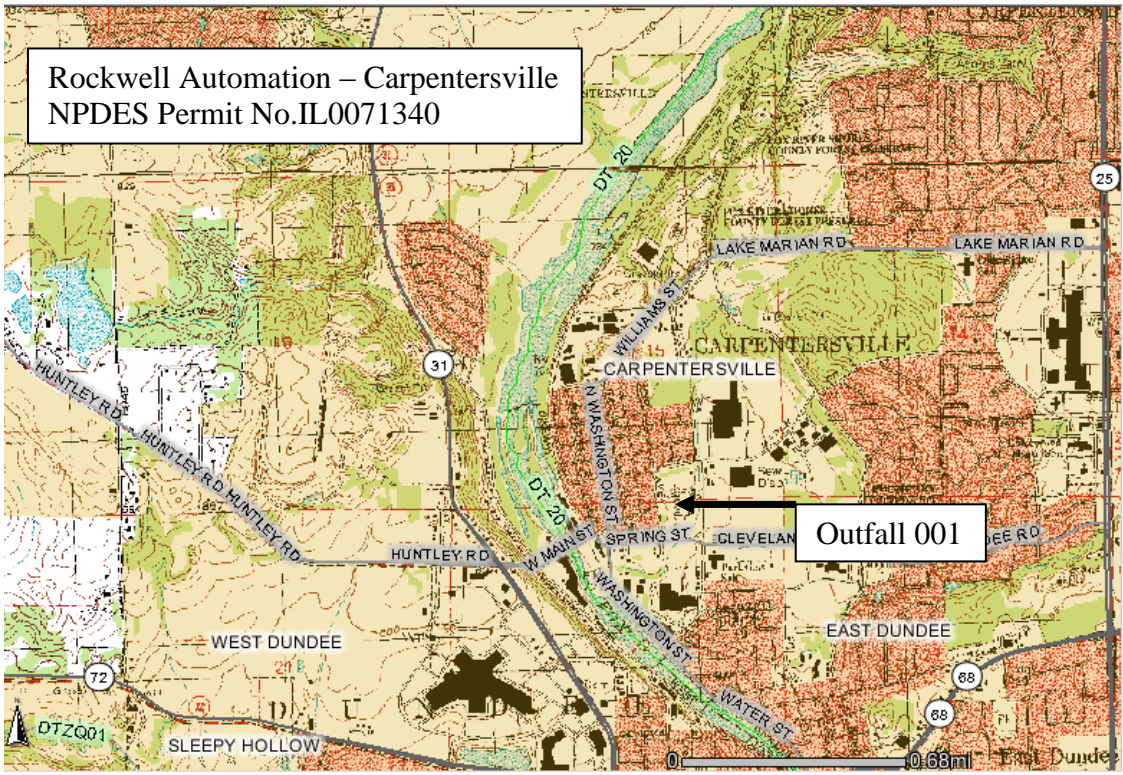 Rockwell Automation – Carpentersville
NPDES Permit No.IL0071340
DT 20
25
LAKE MARIAN RD
LAKE MARIAN RD
WILLIAMS ST
CARPENTERSVILLE
CARPENTERSVILLE
31
N WASHINGTON ST
HUNTLEY RD
HUNTLEY RD
HUNTLEY RD
HUNTLEY RD
DT 20
W MAIN ST
SPRING ST
CLEVELAN
DEE RD
Outfall 001
WASHINGTON ST
WEST DUNDEE
EAST DUNDEE
72
68
68
WATER ST
DTZQ01
SLEEPY HOLLOW
0
0.68mi
East Dundee